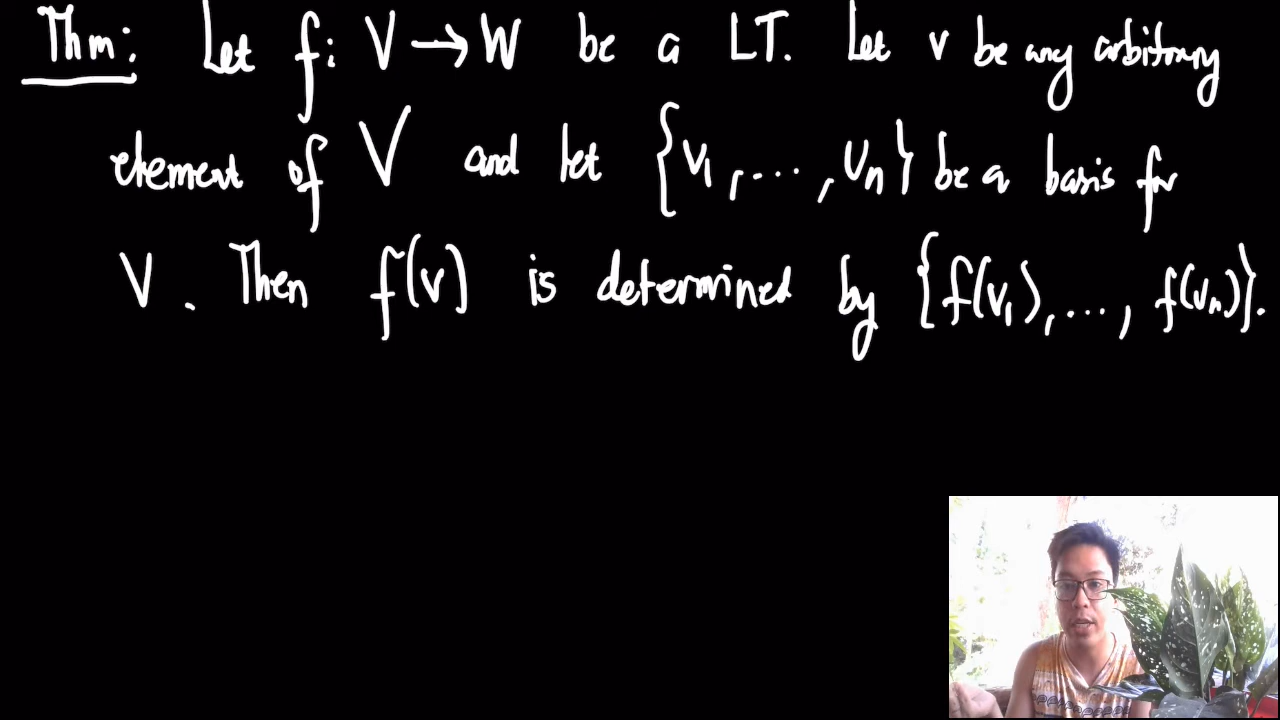 Thm: Let f: V → W be a LT. Let v be any arbitrary
element of V and let {v₁, ..., vₙ} be a basis for
V. Then f(v) is determined by {f(v₁), ..., f(vₙ)}.